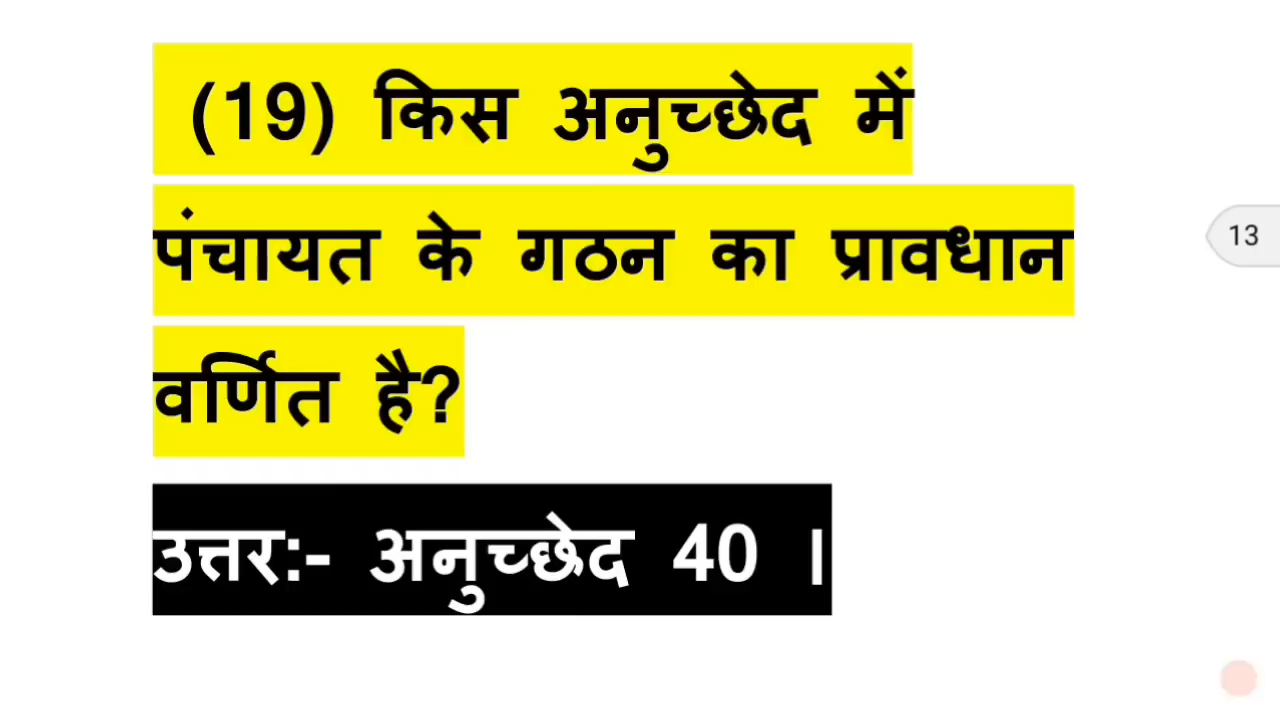 (19) किस अनुच्छेद में
पंचायत के गठन का प्रावधान
वर्णित है?
उत्तर:- अनुच्छेद 40 ।
13